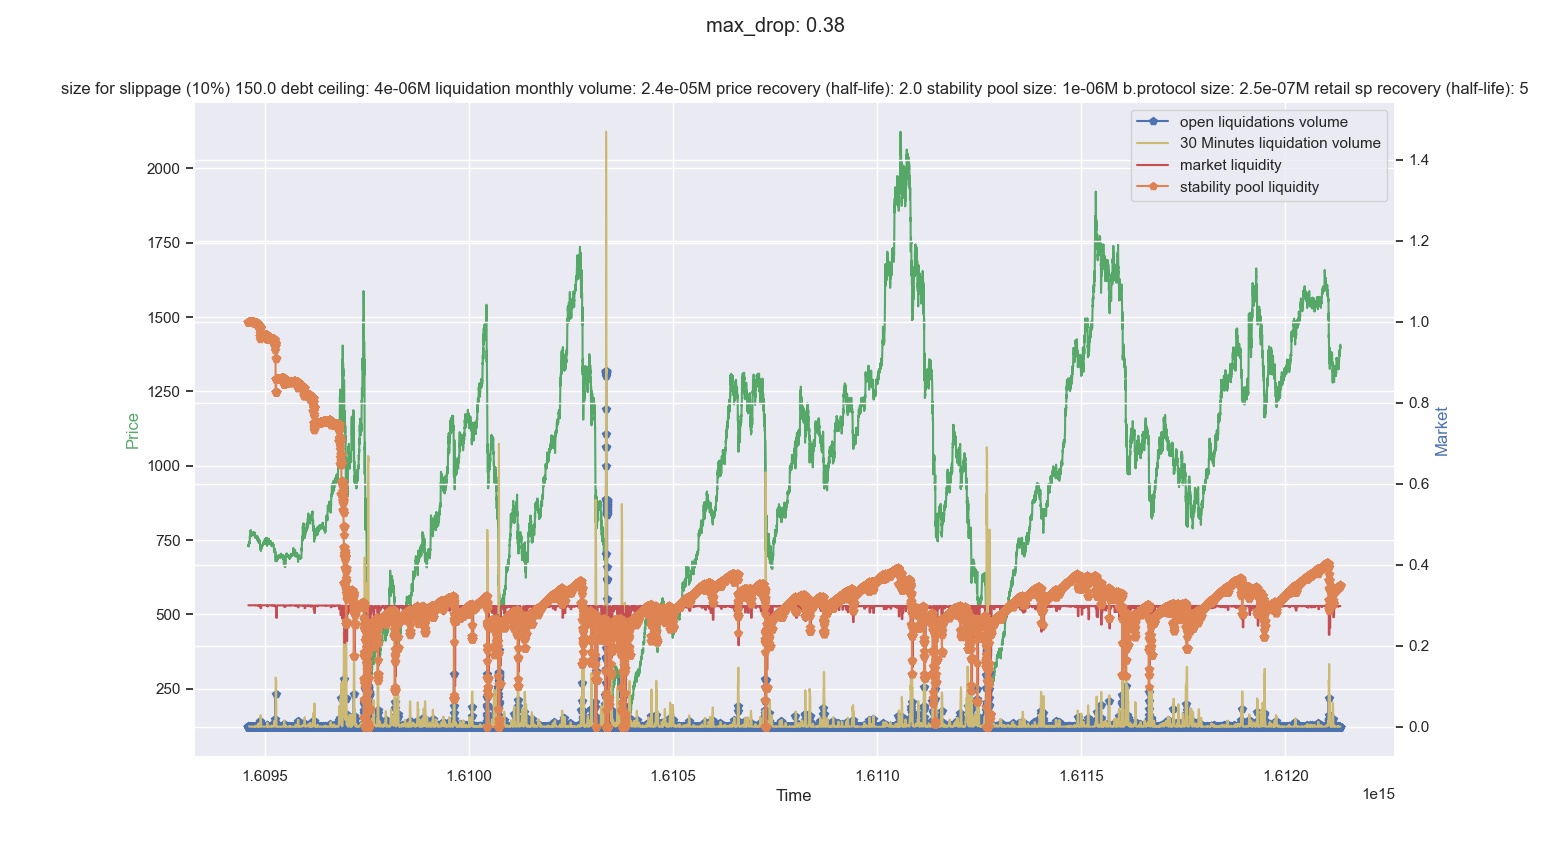 max_drop: 0.38
size for slippage (10%) 150.0 debt ceiling: 4e-06M liquidation monthly volume: 2.4e-05M price recovery (half-life): 2.0 stability pool size: 1e-06M b.protocol size: 2.5e-07M retail sp recovery (half-life): 5
open liquidations volume
30 Minutes liquidation volume
market liquidity
stability pool liquidity
2000
1750
1500
1250
1000
750
500
250
Price
1.4
1.2
1.0
0.8
0.6
0.4
0.2
0.0
Market
1.6095
1.6100
1.6105
1.6110
1.6115
1.6120
Time
1e15